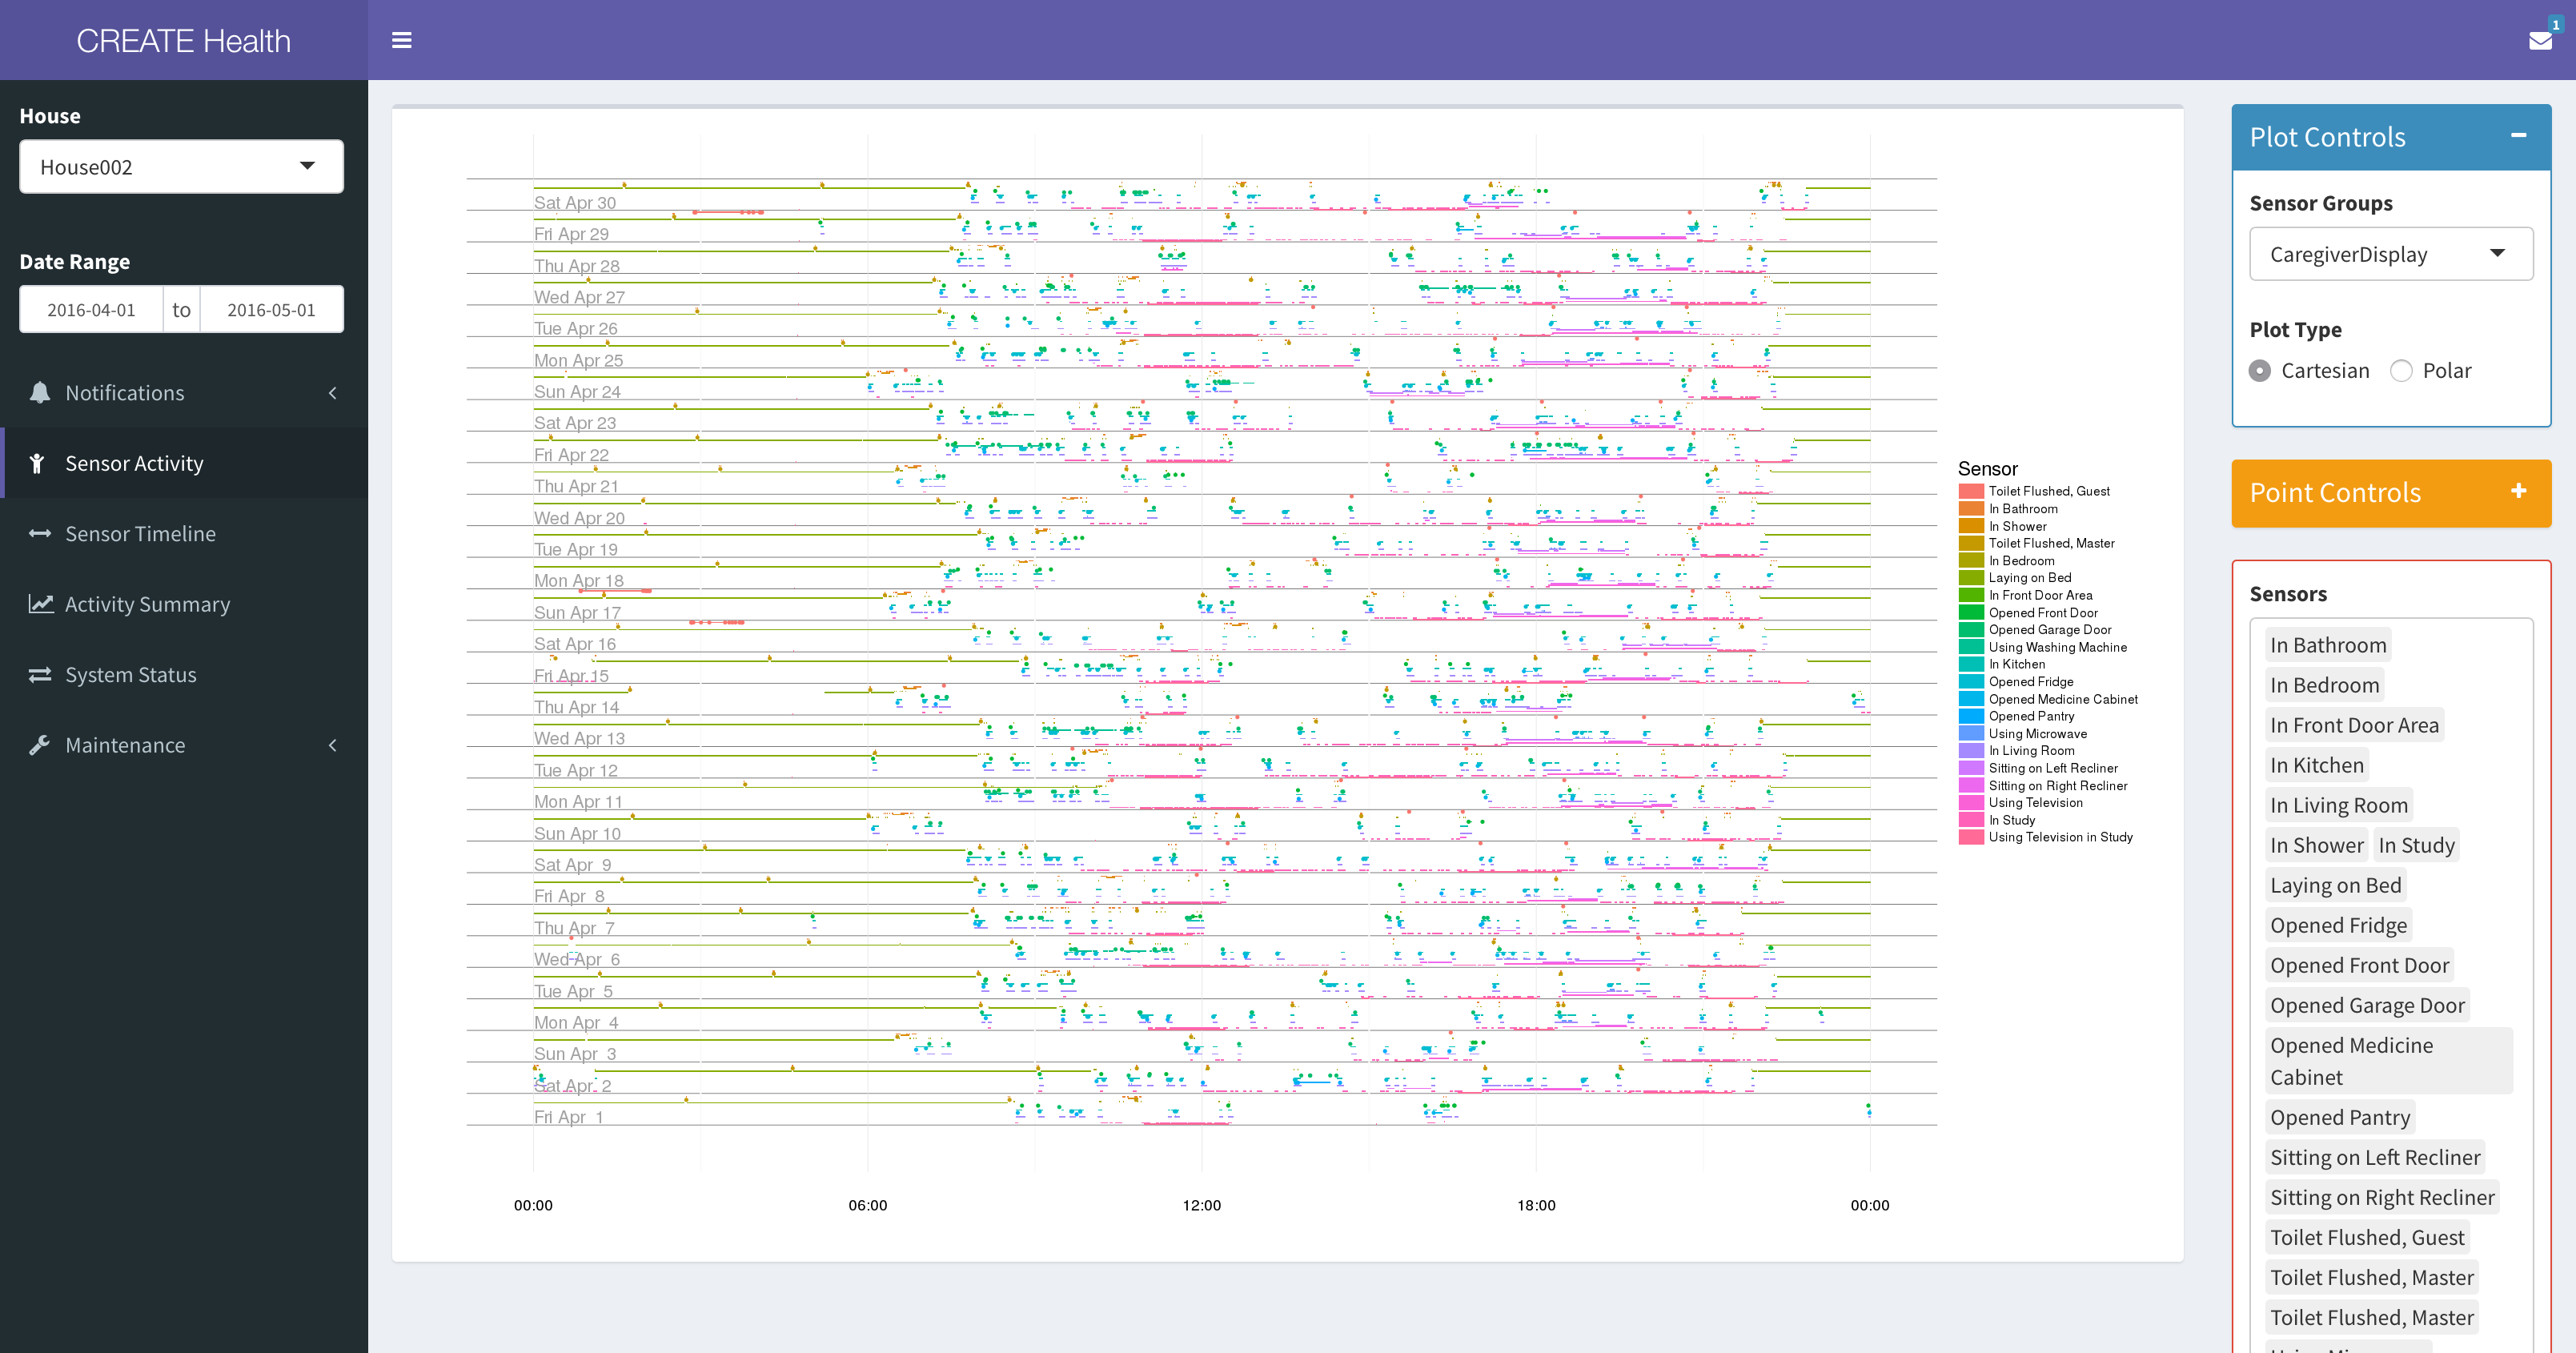 CREATE Health
1
House
House002
Date Range
2016-04-01 to 2016-05-01
Notifications
Sensor Activity
Sensor Timeline
Activity Summary
System Status
Maintenance
Sat Apr 30
Fri Apr 29
Thu Apr 28
Wed Apr 27
Tue Apr 26
Mon Apr 25
Sun Apr 24
Sat Apr 23
Fri Apr 22
Thu Apr 21
Wed Apr 20
Tue Apr 19
Mon Apr 18
Sun Apr 17
Sat Apr 16
Fri Apr 15
Thu Apr 14
Wed Apr 13
Tue Apr 12
Mon Apr 11
Sun Apr 10
Sat Apr 9
Fri Apr 8
Thu Apr 7
Wed Apr 6
Tue Apr 5
Mon Apr 4
Sun Apr 3
Sat Apr 2
Fri Apr 1
00:00 06:00 12:00 18:00 00:00
Sensor
Toilet Flushed, Guest
In Bathroom
In Shower
Toilet Flushed, Master
In Bedroom
Laying on Bed
In Front Door Area
Opened Front Door
Opened Garage Door
Using Washing Machine
In Kitchen
Opened Fridge
Opened Medicine Cabinet
Opened Pantry
Using Microwave
In Living Room
Sitting on Left Recliner
Sitting on Right Recliner
Using Television
In Study
Using Television in Study
Plot Controls
Sensor Groups
CaregiverDisplay
Plot Type
Cartesian Polar
Point Controls
Sensors
In Bathroom
In Bedroom
In Front Door Area
In Kitchen
In Living Room
In Shower In Study
Laying on Bed
Opened Fridge
Opened Front Door
Opened Garage Door
Opened Medicine
Cabinet
Opened Pantry
Sitting on Left Recliner
Sitting on Right Recliner
Toilet Flushed, Guest
Toilet Flushed, Master
Toilet Flushed, Master